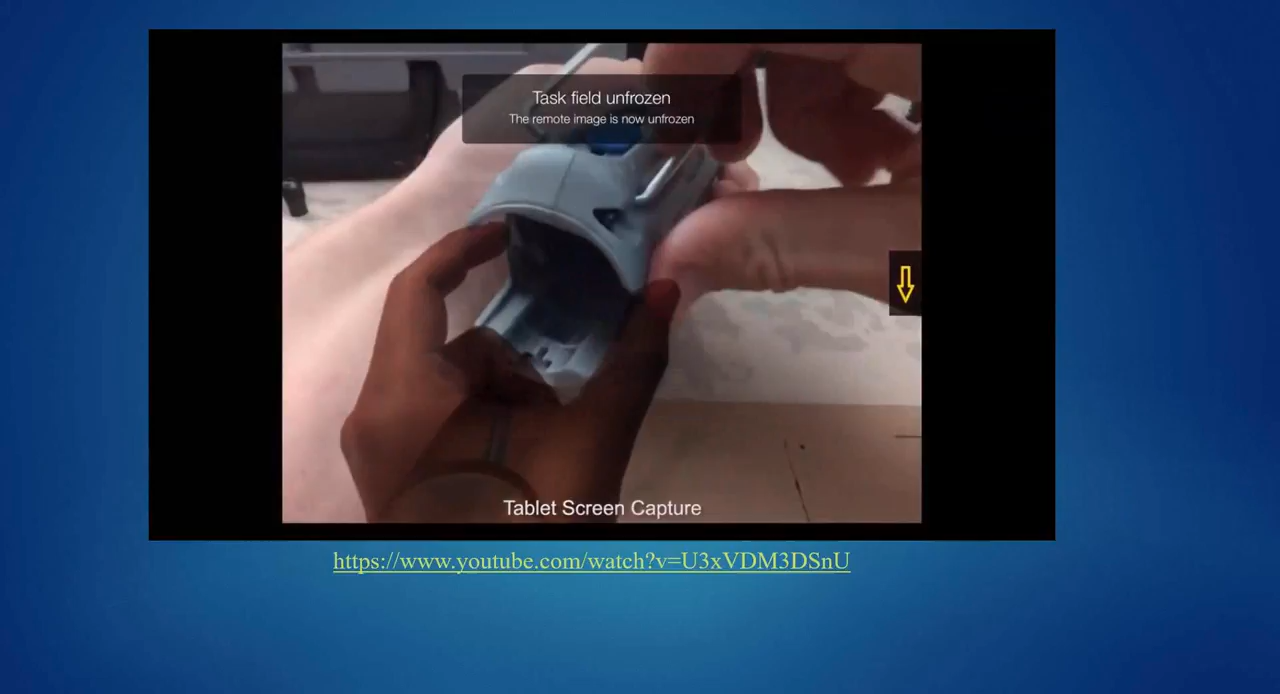 Task field unfrozen
The remote image is now unfrozen
Tablet Screen Capture
https://www.youtube.com/watch?v=U3xVDM3DSnU